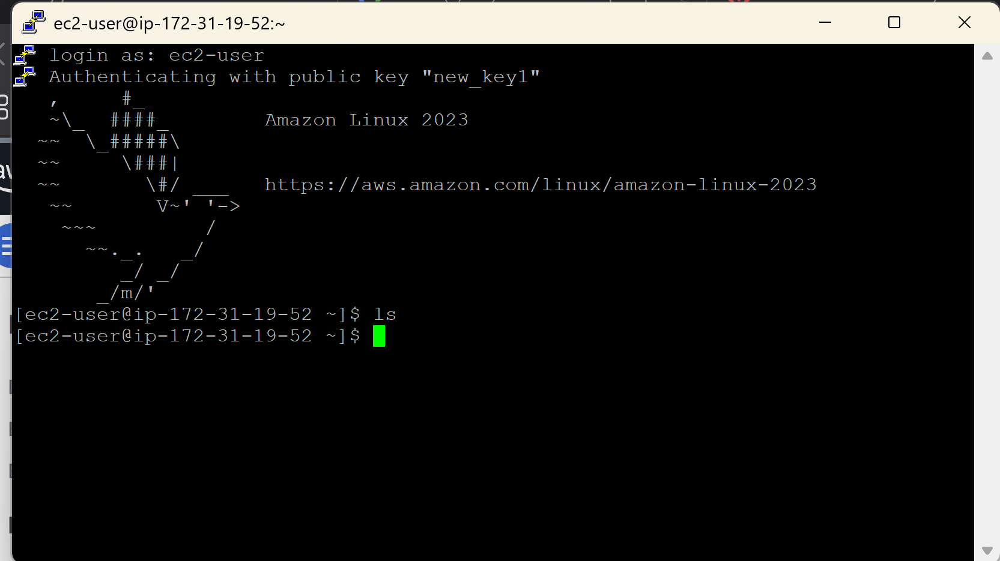 ec2-user@ip-172-31-19-52:~
login as: ec2-user
Authenticating with public key "new_key1"
   ,     #_
   ~\_  ####_        Amazon Linux 2023
  ~~  \_#####\
  ~~     \###|
  ~~       \#/ ___   https://aws.amazon.com/linux/amazon-linux-2023
   ~~       V~' '->
    ~~~         /
      ~~._.   _/
         _/ _/
       _/m/'
[ec2-user@ip-172-31-19-52 ~]$ ls
[ec2-user@ip-172-31-19-52 ~]$